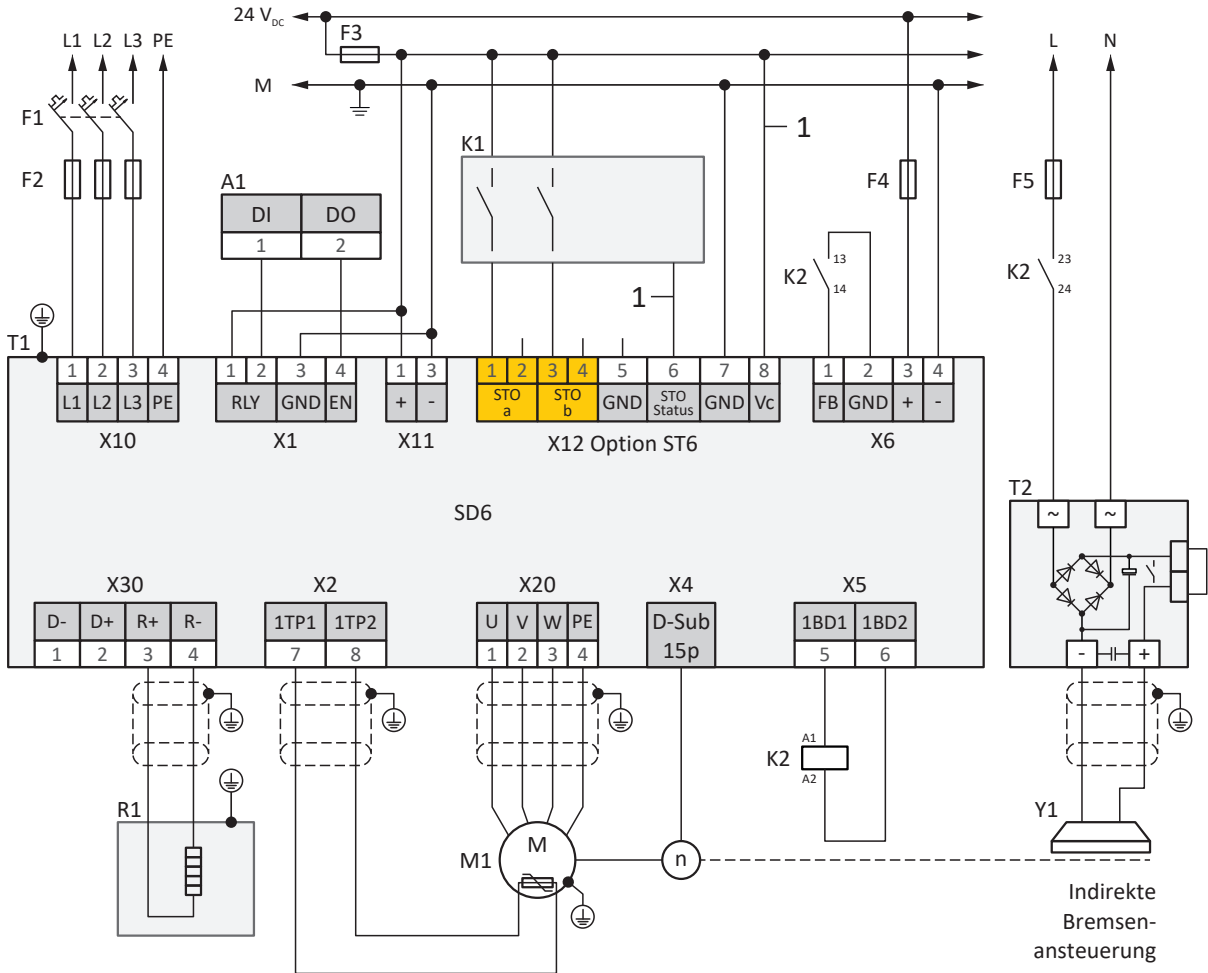 24 V_DC
F3
L1 L2 L3 PE
L N
M
F1
1
K1
F2
F4
F5
A1
DI DO
1 2
K2 13
14
K2 23
24
1
T1
1 2 3 4
L1 L2 L3 PE
X10
1 2 3 4
RLY GND EN
X1
1 3
+ -
X11
1 2 3 4 5 6 7 8
STO a STO b GND STO Status GND Vc
X12 Option ST6
1 2 3 4
FB GND + -
X6
T2
~ ~
SD6
X30
D- D+ R+ R-
1 2 3 4
X2
1TP1 1TP2
7 8
X20
U V W PE
1 2 3 4
X4
D-Sub
15p
X5
1BD1 1BD2
5 6
- +
A1
K2
A2
R1
Y1
M1
M
n
Indirekte
Bremsen-
ansteuerung